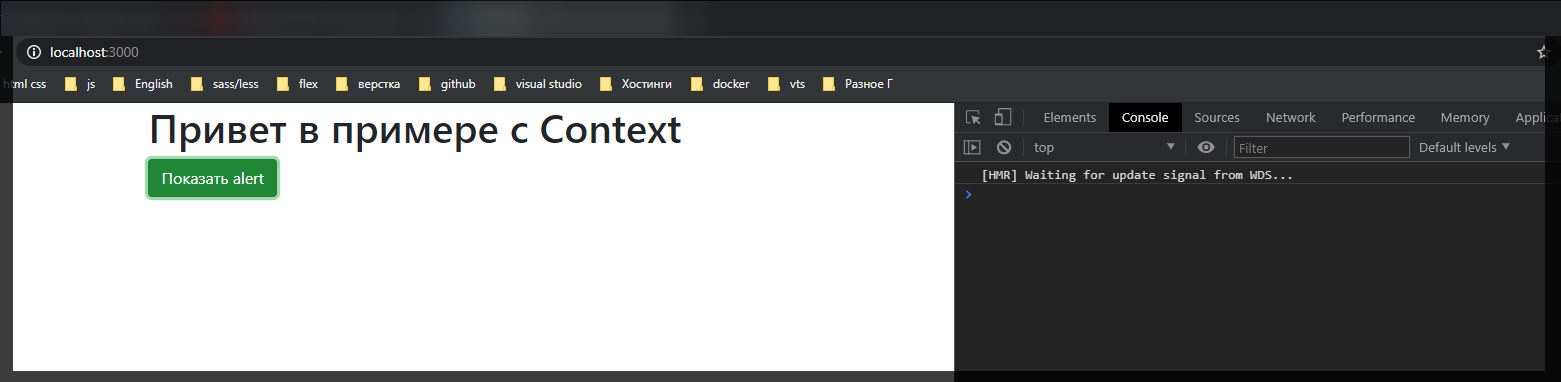 localhost:3000
html css js English sass/less flex верстка github visual studio Хостинги docker vts Разное Г
Привет в примере с Context
Показать alert
Elements Console Sources Network Performance Memory Applic
top Filter Default levels
[HMR] Waiting for update signal from WDS...